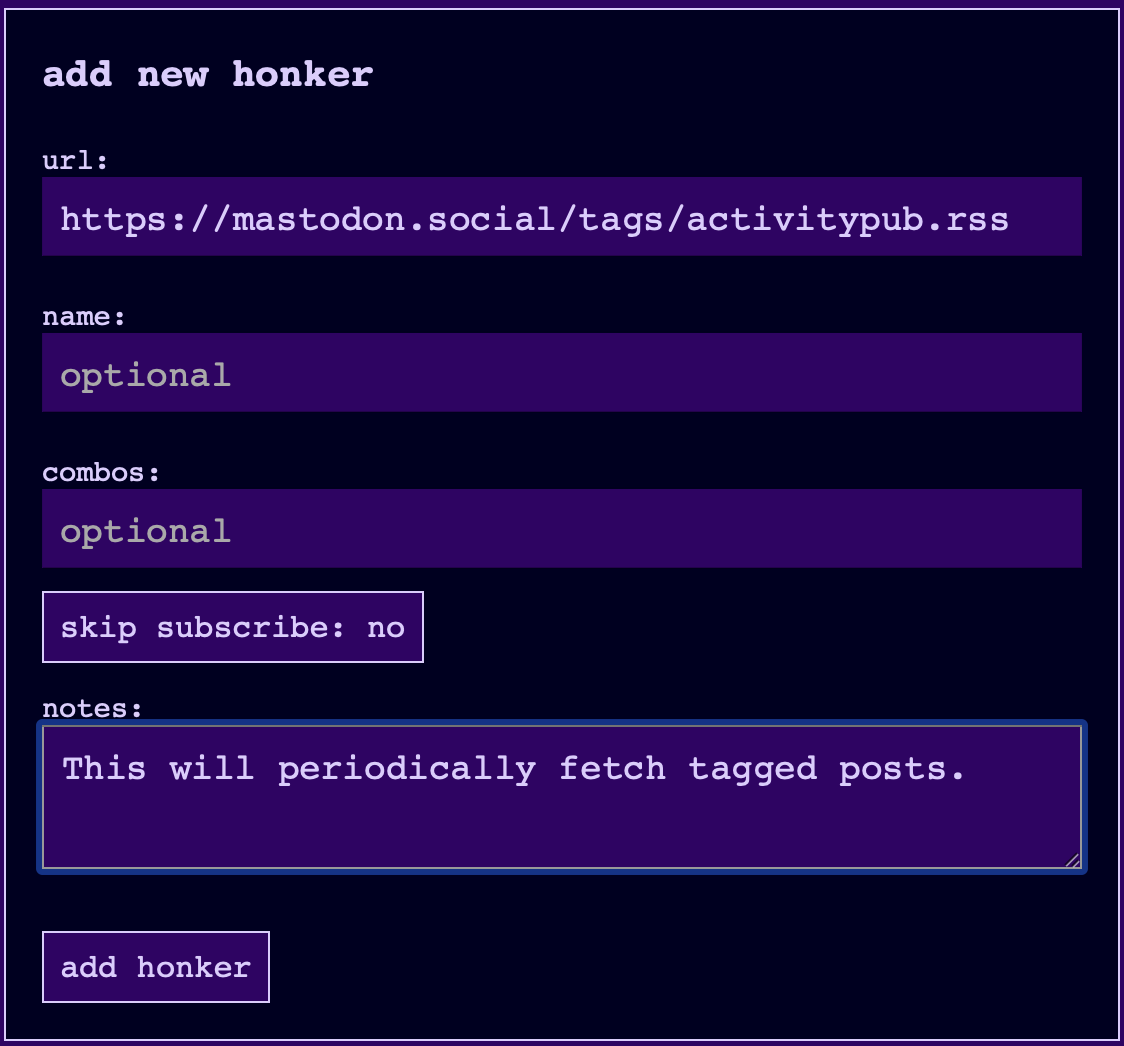 add new honker
url:
https://mastodon.social/tags/activitypub.rss
name:
optional
combos:
optional
skip subscribe: no
notes:
This will periodically fetch tagged posts.
add honker